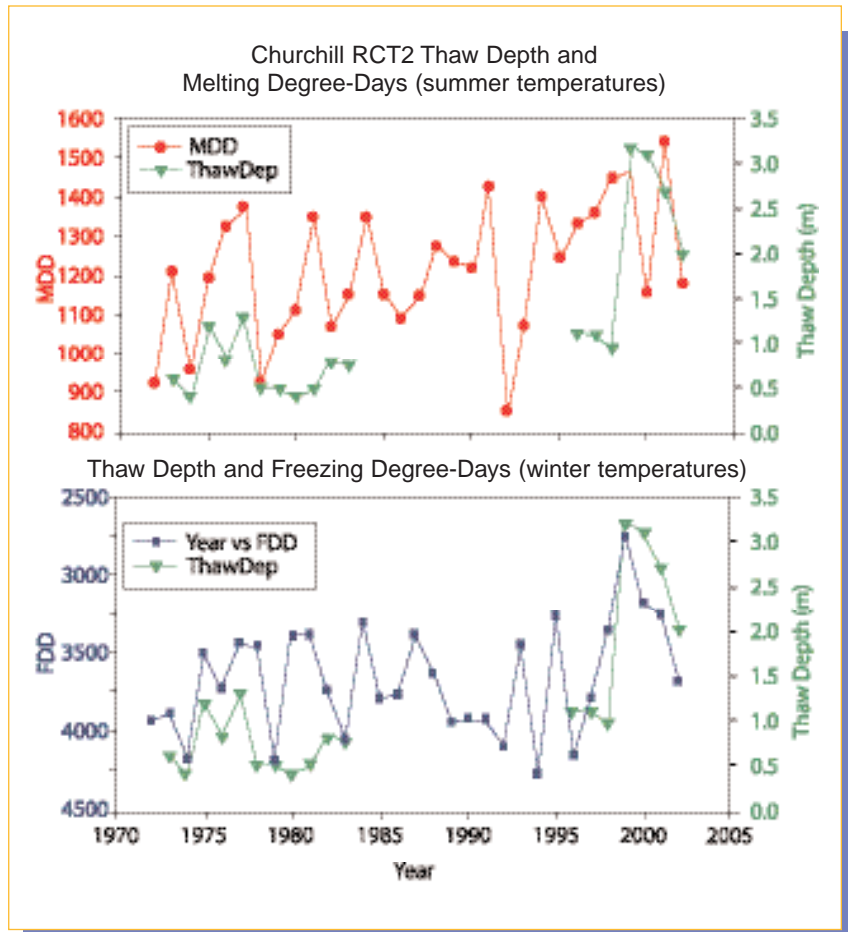 Churchill RCT2 Thaw Depth and
Melting Degree-Days (summer temperatures)
1600
1500
1400
1300
1200
1100
1000
900
800
MDD
MDD
ThawDep
3.5
3.0
2.5
2.0
1.5
1.0
0.5
0.0
Thaw Depth (m)
Thaw Depth and Freezing Degree-Days (winter temperatures)
2500
3000
3500
4000
4500
FDD
Year vs FDD
ThawDep
3.5
3.0
2.5
2.0
1.5
1.0
0.5
0.0
Thaw Depth (m)
1970 1975 1980 1985 1990 1995 2000 2005
Year